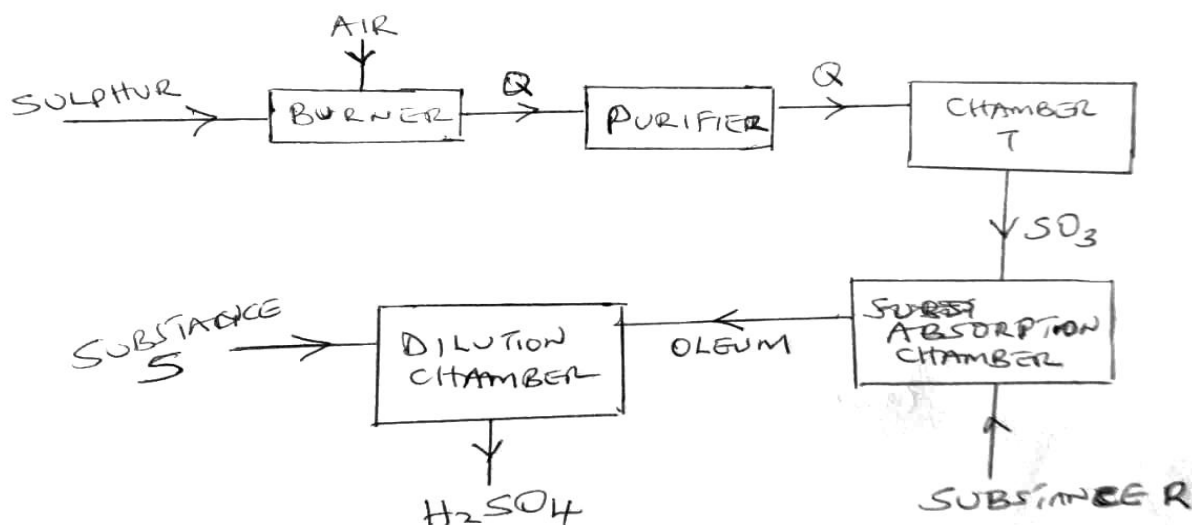 AIR
SULPHUR
BURNER
Q
PURIFIER
Q
CHAMBER
T
SO3
SUBSTANCE
S
DILUTION
CHAMBER
OLEUM
ABSORPTION
CHAMBER
H2SO4
SUBSTANCE R